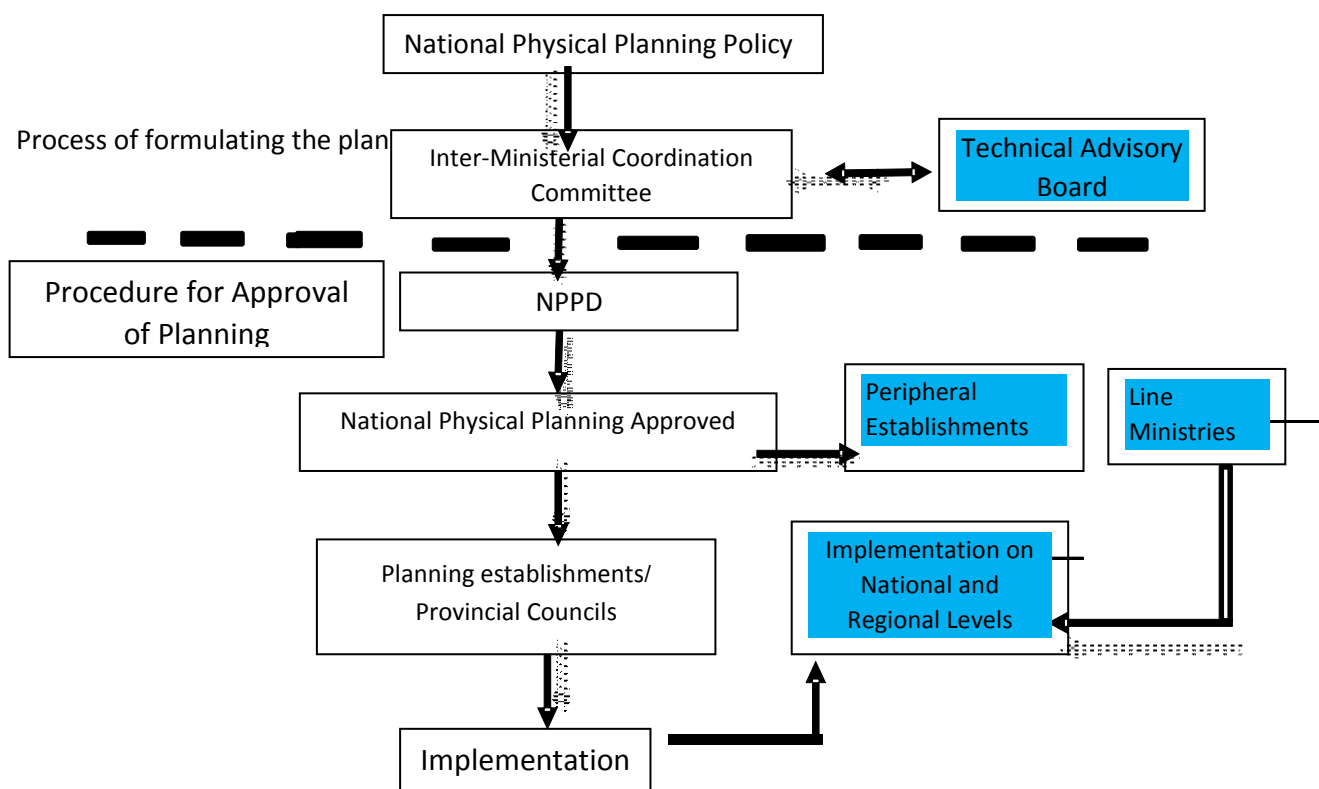 National Physical Planning Policy
Process of formulating the plan
Inter-Ministerial Coordination
Committee
Technical Advisory
Board
Procedure for Approval
of Planning
NPPD
National Physical Planning Approved
Peripheral
Establishments
Line
Ministries
Planning establishments/
Provincial Councils
Implementation on
National and
Regional Levels
Implementation